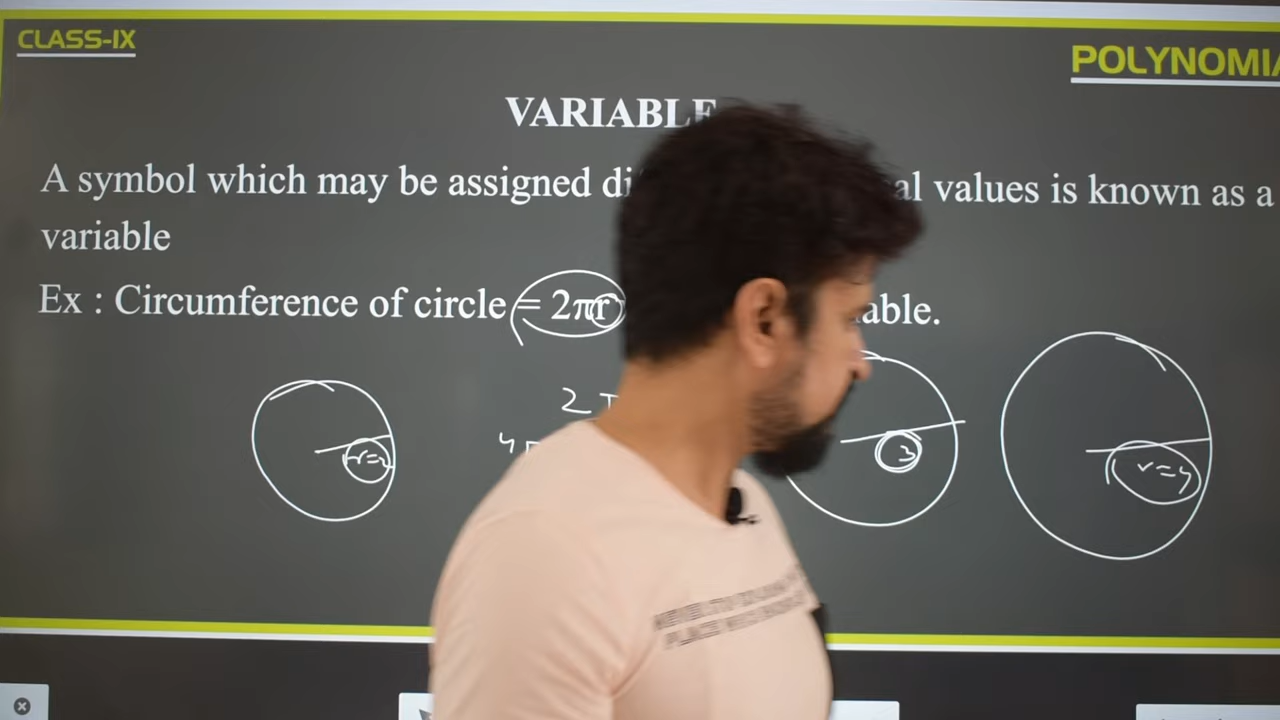 CLASS-IX
POLYNOMIA
VARIABLE
A symbol which may be assigned di al values is known as a
variable
Ex : Circumference of circle = 2πr able.
2
r=2
3
r=4